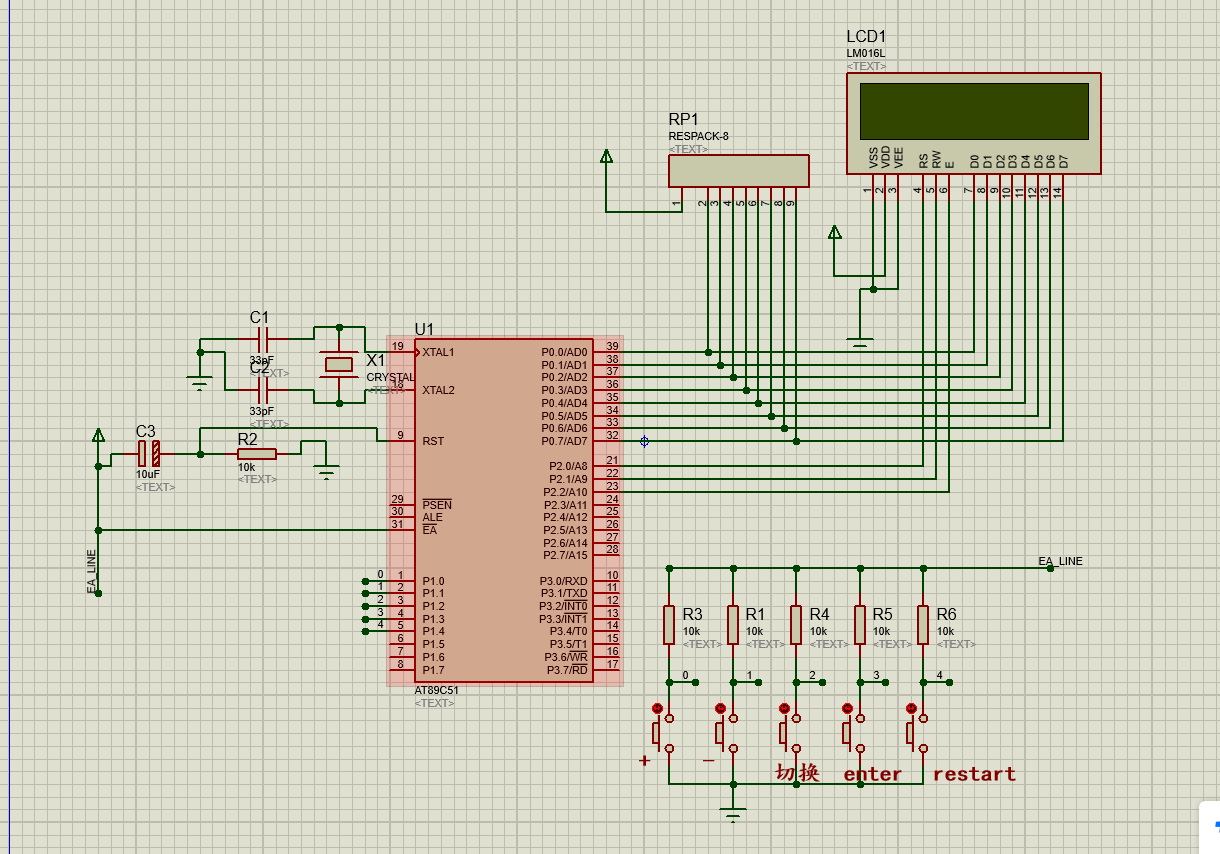 LCD1
LM016L
<TEXT>
VSS VDD VEE RS RW E D0 D1 D2 D3 D4 D5 D6 D7
1 2 3 4 5 6 7 8 9 10 11 12 13 14
RP1
RESPACK-8
<TEXT>
1 2 3 4 5 6 7 8 9
C1
33pF
<TEXT>
C2
33pF
<TEXT>
X1
CRYSTAL
<TEXT>
C3
10uF
<TEXT>
R2
10k
<TEXT>
EA_LINE
U1
19 XTAL1 P0.0/AD0 39
P0.1/AD1 38
P0.2/AD2 37
18 XTAL2 P0.3/AD3 36
P0.4/AD4 35
P0.5/AD5 34
P0.6/AD6 33
9 RST P0.7/AD7 32
P2.0/A8 21
P2.1/A9 22
P2.2/A10 23
29 PSEN P2.3/A11 24
30 ALE P2.4/A12 25
31 EA P2.5/A13 26
P2.6/A14 27
P2.7/A15 28
0 1 P1.0 P3.0/RXD 10
1 2 P1.1 P3.1/TXD 11
2 3 P1.2 P3.2/INT0 12
3 4 P1.3 P3.3/INT1 13
4 5 P1.4 P3.4/T0 14
6 P1.5 P3.5/T1 15
7 P1.6 P3.6/WR 16
8 P1.7 P3.7/RD 17
AT89C51
<TEXT>
EA_LINE
R3 R1 R4 R5 R6
10k 10k 10k 10k 10k
<TEXT> <TEXT> <TEXT> <TEXT> <TEXT>
0 1 2 3 4
+ − 切换 enter restart